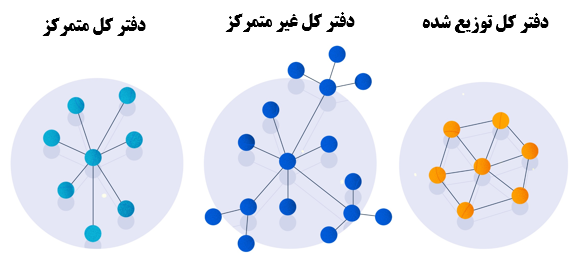 دفتر کل توزیع شده
دفتر کل غیر متمرکز
دفتر کل متمرکز